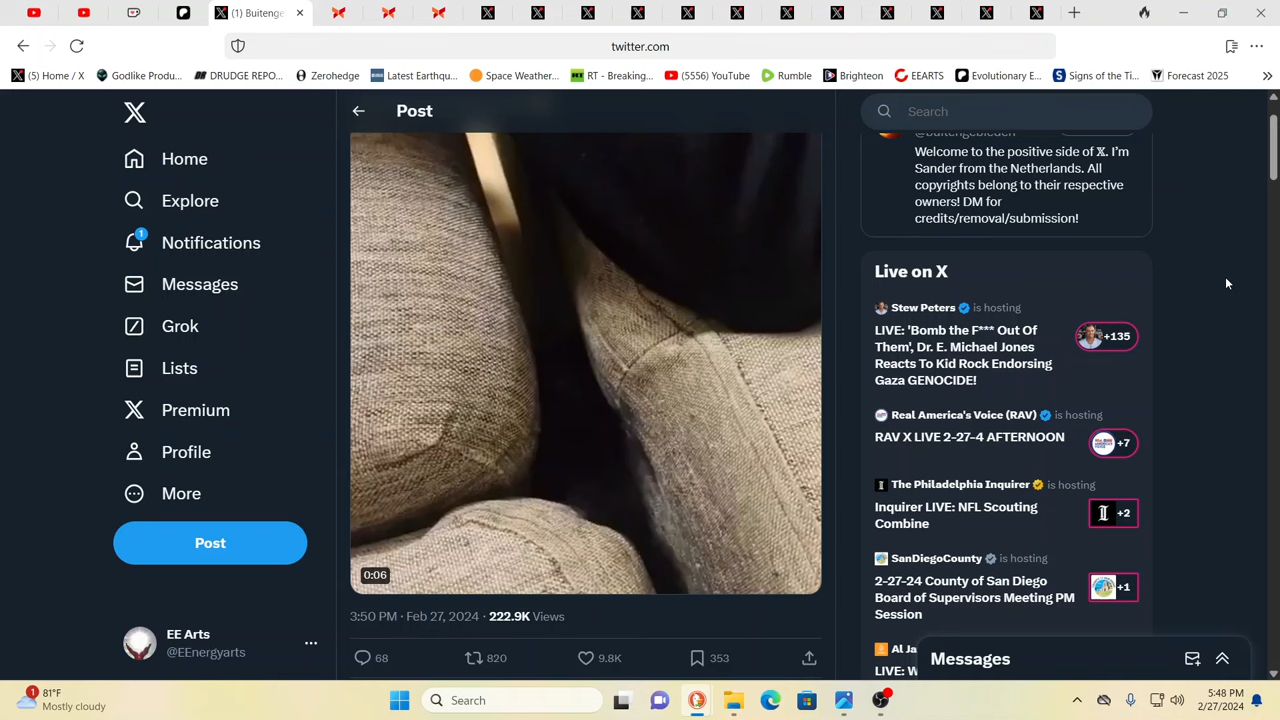 (1) Buitenge
twitter.com
(5) Home / X
Godlike Produ...
DRUDGE REPO...
Zerohedge
Latest Earthqu...
Space Weather...
RT - Breaking...
(5556) YouTube
Rumble
Brighteon
EEARTS
Evolutionary E...
Signs of the Ti...
Forecast 2025
Home
Explore
1
Notifications
Messages
Grok
Lists
Premium
Profile
More
Post
EE Arts
@EEnergyarts
Post
0:06
3:50 PM · Feb 27, 2024 · 222.9K Views
68
820
9.8K
353
Search
@buitengebieden
Welcome to the positive side of 𝕏. I'm
Sander from the Netherlands. All
copyrights belong to their respective
owners! DM for
credits/removal/submission!
Live on X
Stew Peters is hosting
LIVE: 'Bomb the F*** Out Of
Them', Dr. E. Michael Jones
Reacts To Kid Rock Endorsing
Gaza GENOCIDE!
+135
Real America's Voice (RAV) is hosting
RAV X LIVE 2-27-4 AFTERNOON
+7
The Philadelphia Inquirer is hosting
Inquirer LIVE: NFL Scouting
Combine
+2
SanDiegoCounty is hosting
2-27-24 County of San Diego
Board of Supervisors Meeting PM
Session
+1
Al Ja
LIVE: W
Messages
1
81°F
Mostly cloudy
Search
5:48 PM
2/27/2024